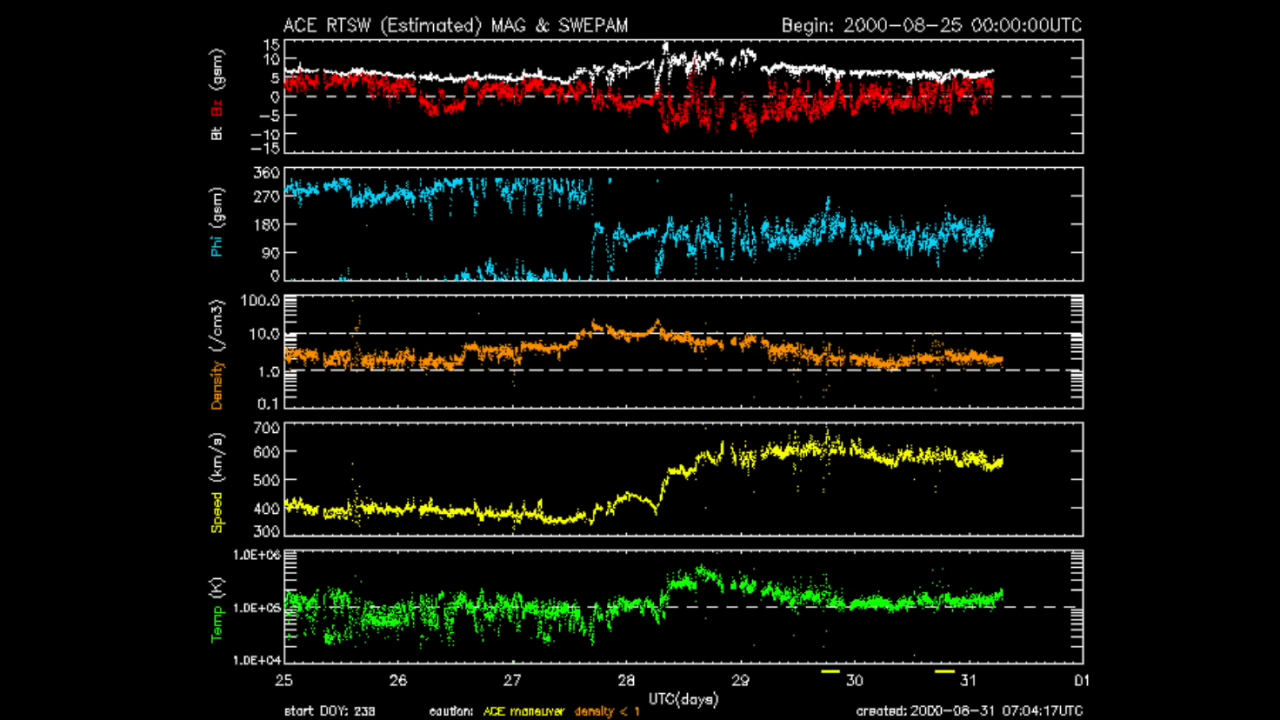 ACE RTSW (Estimated) MAG & SWEPAM Begin: 2000-08-25 00:00:00UTC
Bt Bz (gsm)
15
10
5
0
-5
-10
-15
Phi (gsm)
360
270
180
90
0
Density (/cm3)
100.0
10.0
1.0
0.1
Speed (km/s)
700
600
500
400
300
Temp (K)
1.0E+06
1.0E+05
1.0E+04
25 26 27 28 29 30 31 01
UTC(days)
start DOY: 238 caution: ACE maneuver density < 1 created: 2000-08-31 07:04:17UTC